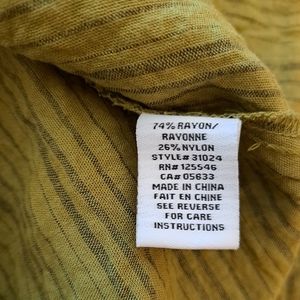 74% RAYON/
RAYONNE
26% NYLON
STYLE# 31024
RN# 125546
CA# 05633
MADE IN CHINA
FAIT EN CHINE
SEE REVERSE
FOR CARE
INSTRUCTIONS